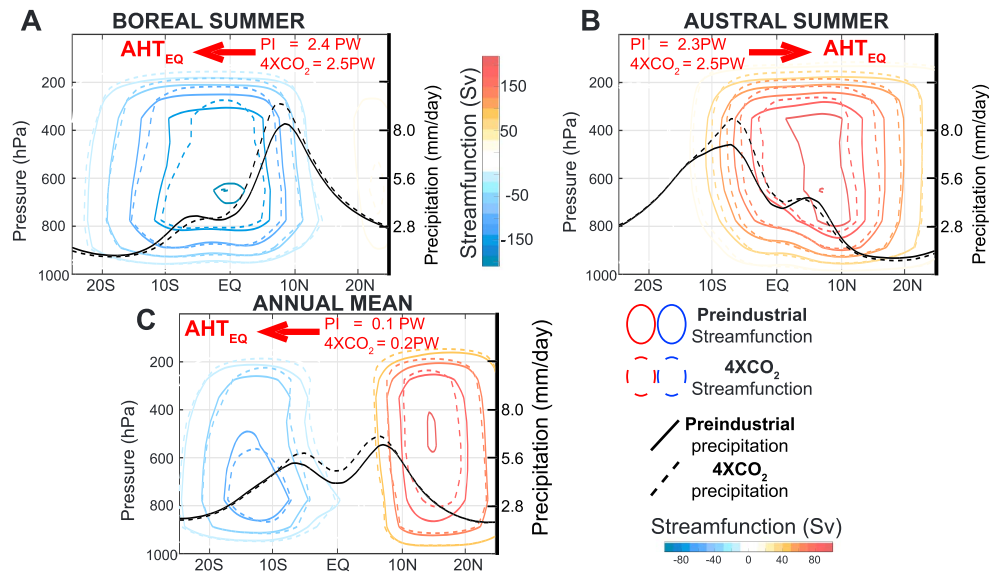 A
BOREAL SUMMER
AHT_EQ
PI = 2.4 PW
4XCO₂ = 2.5PW
200
400
600
800
1000
Pressure (hPa)
20S 10S EQ 10N 20N
8.0
5.6
2.8
Precipitation (mm/day)
Streamfunction (Sv)
150
50
-50
-150
B
AUSTRAL SUMMER
PI = 2.3PW
4XCO₂ = 2.5PW
AHT_EQ
200
400
600
800
1000
Pressure (hPa)
20S 10S EQ 10N 20N
8.0
5.6
2.8
Precipitation (mm/day)
C
ANNUAL MEAN
AHT_EQ
PI = 0.1 PW
4XCO₂ = 0.2PW
200
400
600
800
1000
Pressure (hPa)
20S 10S EQ 10N 20N
8.0
5.6
2.8
Precipitation (mm/day)
Preindustrial
Streamfunction
4XCO₂
Streamfunction
Preindustrial
precipitation
4XCO₂
precipitation
Streamfunction (Sv)
-80 -40 0 40 80